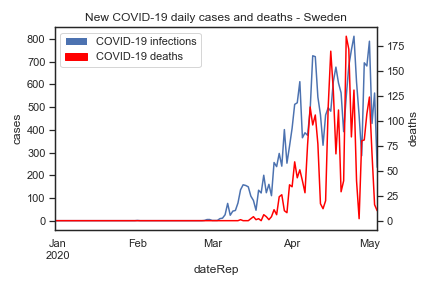 New COVID-19 daily cases and deaths - Sweden
COVID-19 infections
COVID-19 deaths
800
700
600
500
400
300
200
100
0
cases
175
150
125
100
75
50
25
0
deaths
Jan Feb Mar Apr May
2020
dateRep